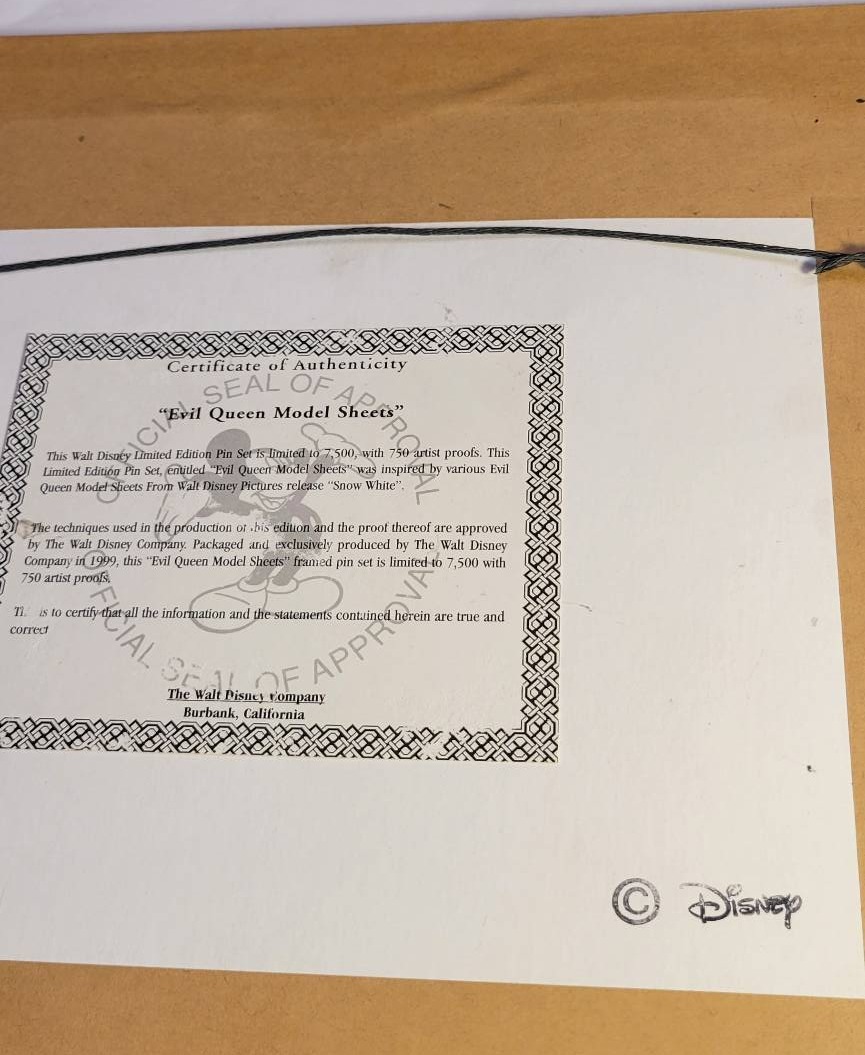 Certificate of Authenticity
OFFICIAL SEAL OF APPROVAL
"Evil Queen Model Sheets"
This Walt Disney Limited Edition Pin Set is limited to 7,500, with 750 artist proofs. This
Limited Edition Pin Set, entitled "Evil Queen Model Sheets" was inspired by various Evil
Queen Model Sheets From Walt Disney Pictures release "Snow White".
The techniques used in the production of this edition and the proof thereof are approved
by The Walt Disney Company. Packaged and exclusively produced by The Walt Disney
Company in 1999, this "Evil Queen Model Sheets" framed pin set is limited to 7,500 with
750 artist proofs.
is to certify that all the information and the statements contained herein are true and
correct
OFFICIAL SEAL OF APPROVAL
The Walt Disney Company
Burbank, California
© Disney